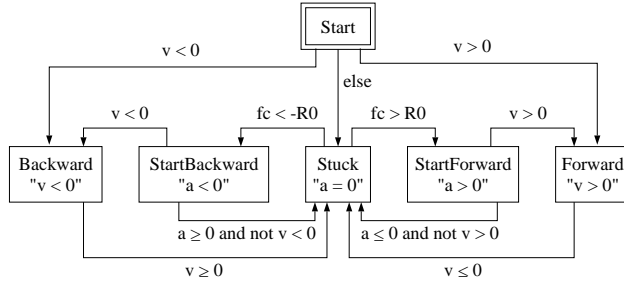 Start
v < 0
v > 0
else
v < 0
fc < -R0
fc > R0
v > 0
Backward
"v < 0"
StartBackward
"a < 0"
Stuck
"a = 0"
StartForward
"a > 0"
Forward
"v > 0"
a ≥ 0 and not v < 0
a ≤ 0 and not v > 0
v ≥ 0
v ≤ 0